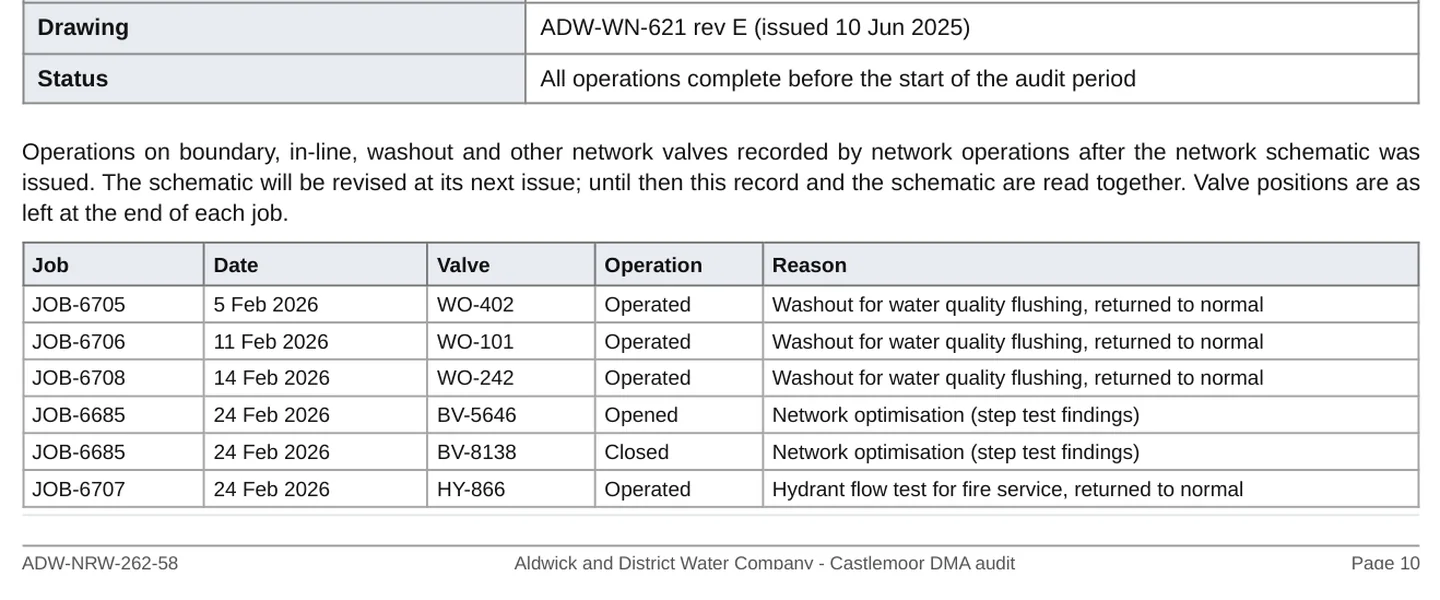 Drawing ADW-WN-621 rev E (issued 10 Jun 2025)
Status All operations complete before the start of the audit period
Operations on boundary, in-line, washout and other network valves recorded by network operations after the network schematic was
issued. The schematic will be revised at its next issue; until then this record and the schematic are read together. Valve positions are as
left at the end of each job.
Job Date Valve Operation Reason
JOB-6705 5 Feb 2026 WO-402 Operated Washout for water quality flushing, returned to normal
JOB-6706 11 Feb 2026 WO-101 Operated Washout for water quality flushing, returned to normal
JOB-6708 14 Feb 2026 WO-242 Operated Washout for water quality flushing, returned to normal
JOB-6685 24 Feb 2026 BV-5646 Opened Network optimisation (step test findings)
JOB-6685 24 Feb 2026 BV-8138 Closed Network optimisation (step test findings)
JOB-6707 24 Feb 2026 HY-866 Operated Hydrant flow test for fire service, returned to normal
ADW-NRW-262-58 Aldwick and District Water Company - Castlemoor DMA audit Page 10